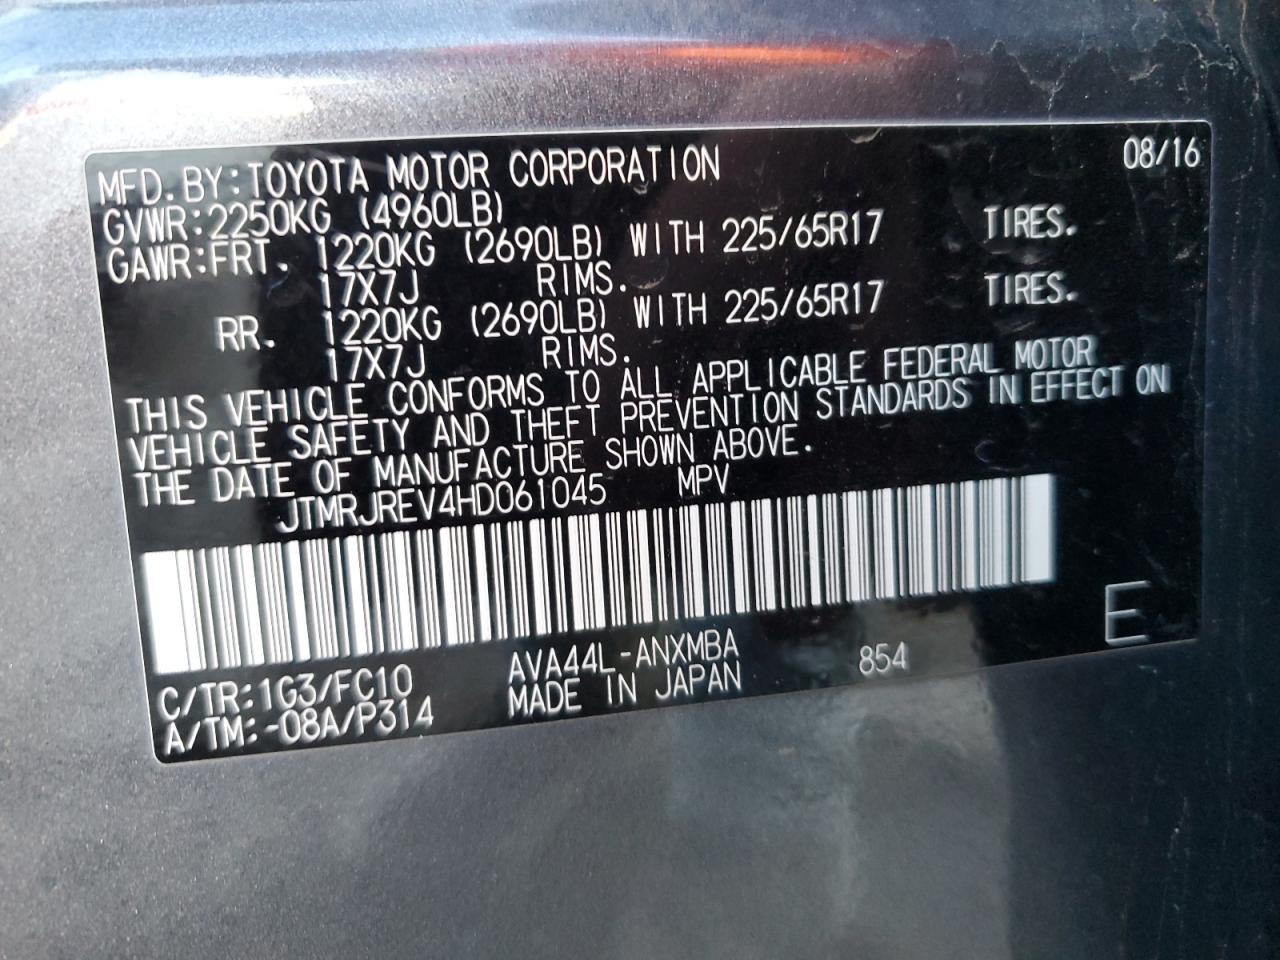 MFD. BY: TOYOTA MOTOR CORPORATION 08/16
GVWR: 2250KG (4960LB)
GAWR: FRT. 1220KG (2690LB) WITH 225/65R17 TIRES.
17X7J RIMS.
RR. 1220KG (2690LB) WITH 225/65R17 TIRES.
17X7J RIMS.
THIS VEHICLE CONFORMS TO ALL APPLICABLE FEDERAL MOTOR
VEHICLE SAFETY AND THEFT PREVENTION STANDARDS IN EFFECT ON
THE DATE OF MANUFACTURE SHOWN ABOVE.
JTMRJREV4HD061045 MPV
E
C/TR: 1G3/FC10 AVA44L-ANXMBA 854
A/TM: -08A/P314 MADE IN JAPAN